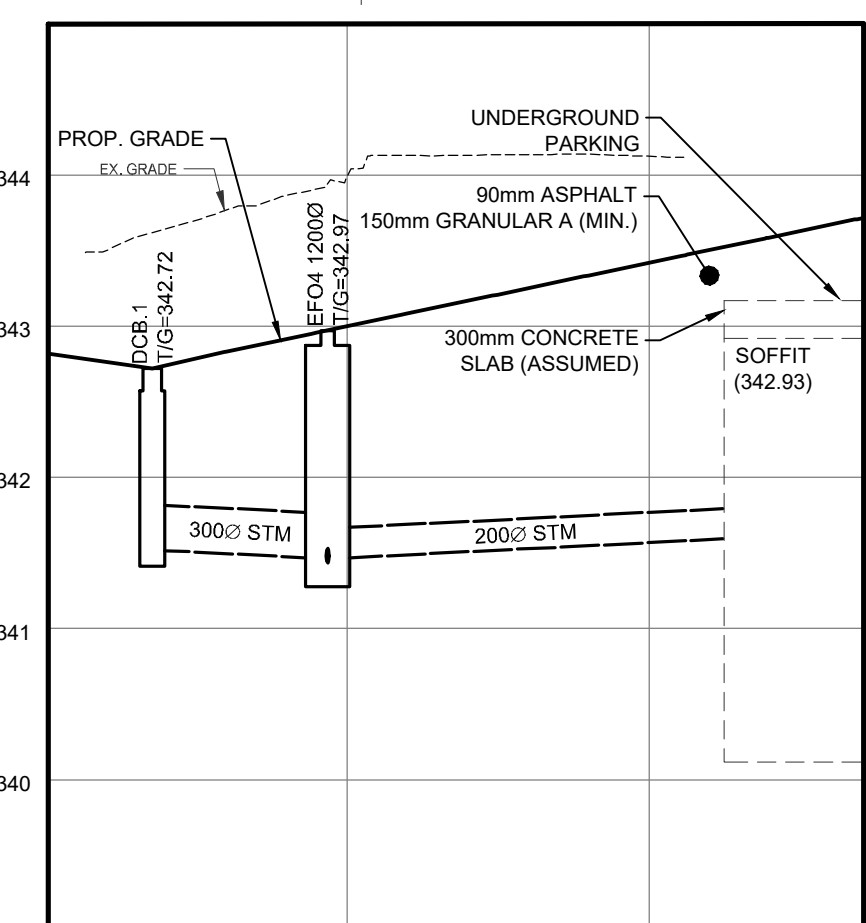 UNDERGROUND
PARKING
PROP. GRADE
EX. GRADE
344
90mm ASPHALT
150mm GRANULAR A (MIN.)
DCB.1
T/G=342.72
EFO4 1200Ø
T/G=342.97
343
300mm CONCRETE
SLAB (ASSUMED)
SOFFIT
(342.93)
342
300Ø STM
200Ø STM
341
340